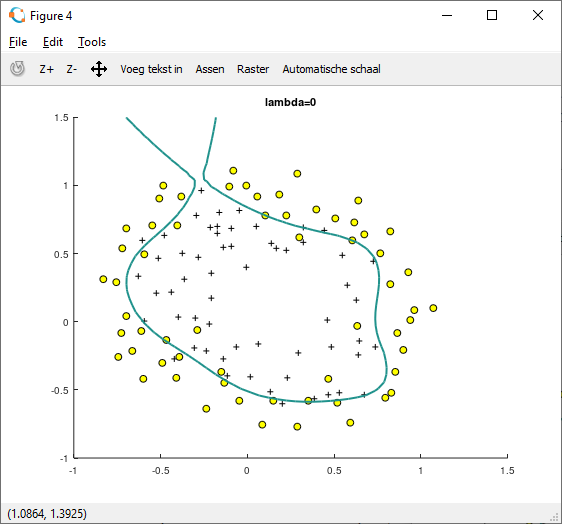 Figure 4
File Edit Tools
Z+ Z- Voeg tekst in Assen Raster Automatische schaal
lambda=0
1.5
1
0.5
0
-0.5
-1
-1 -0.5 0 0.5 1 1.5
(1.0864, 1.3925)